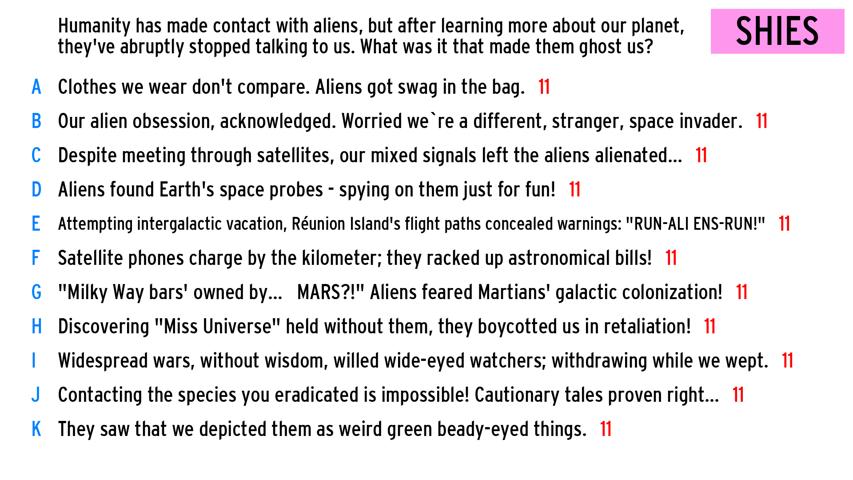 Humanity has made contact with aliens, but after learning more about our planet,
they've abruptly stopped talking to us. What was it that made them ghost us?
SHIES
A Clothes we wear don't compare. Aliens got swag in the bag. 11
B Our alien obsession, acknowledged. Worried we`re a different, stranger, space invader. 11
C Despite meeting through satellites, our mixed signals left the aliens alienated... 11
D Aliens found Earth's space probes - spying on them just for fun! 11
E Attempting intergalactic vacation, Réunion Island's flight paths concealed warnings: "RUN-ALI ENS-RUN!" 11
F Satellite phones charge by the kilometer; they racked up astronomical bills! 11
G "Milky Way bars' owned by... MARS?!" Aliens feared Martians' galactic colonization! 11
H Discovering "Miss Universe" held without them, they boycotted us in retaliation! 11
I Widespread wars, without wisdom, willed wide-eyed watchers; withdrawing while we wept. 11
J Contacting the species you eradicated is impossible! Cautionary tales proven right... 11
K They saw that we depicted them as weird green beady-eyed things. 11